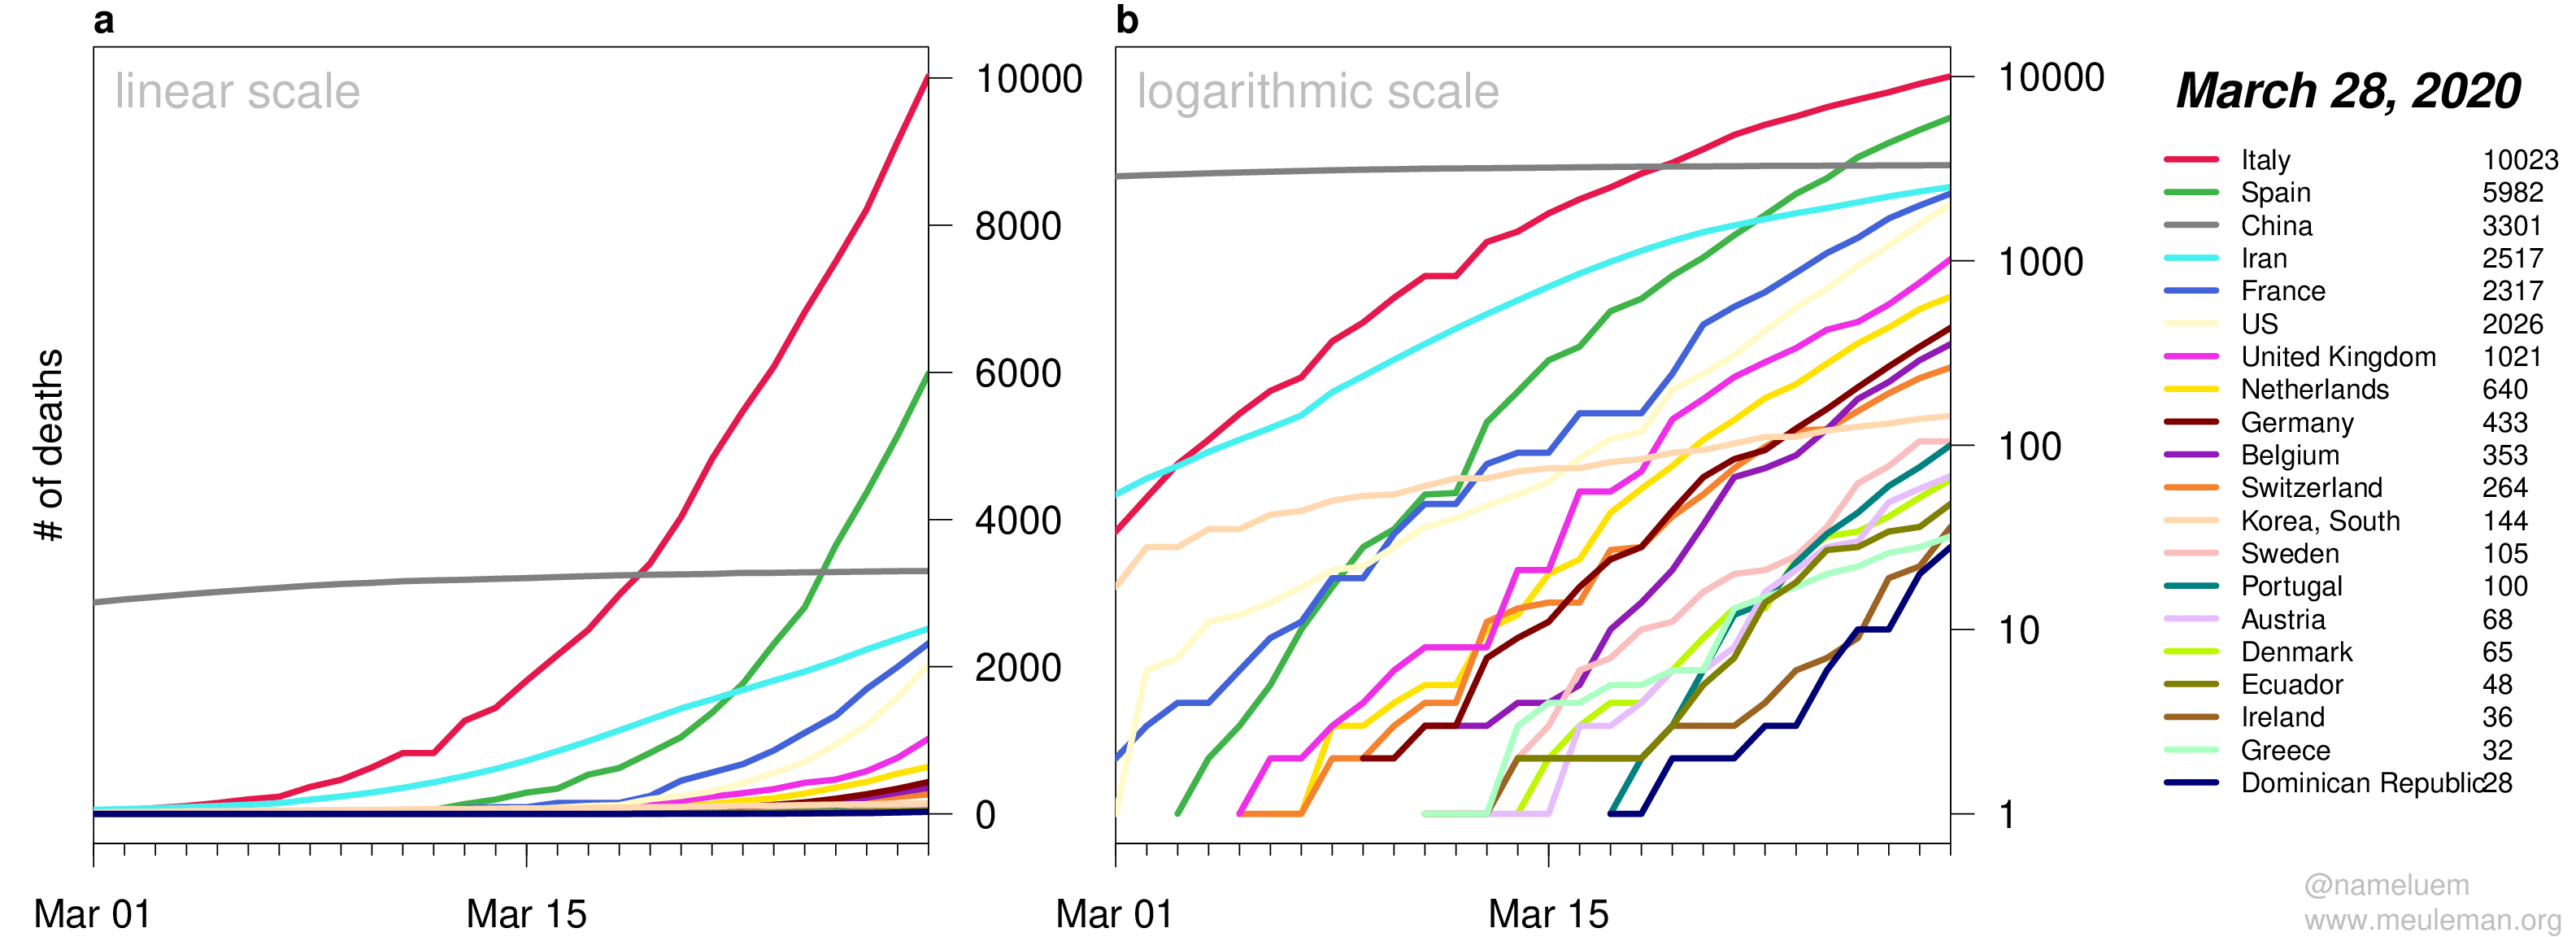 a
linear scale
# of deaths
10000
8000
6000
4000
2000
0
Mar 01
Mar 15
b
logarithmic scale
10000
1000
100
10
1
Mar 01
Mar 15
March 28, 2020
Italy 10023
Spain 5982
China 3301
Iran 2517
France 2317
US 2026
United Kingdom 1021
Netherlands 640
Germany 433
Belgium 353
Switzerland 264
Korea, South 144
Sweden 105
Portugal 100
Austria 68
Denmark 65
Ecuador 48
Ireland 36
Greece 32
Dominican Republic 28
@nameluem
www.meuleman.org